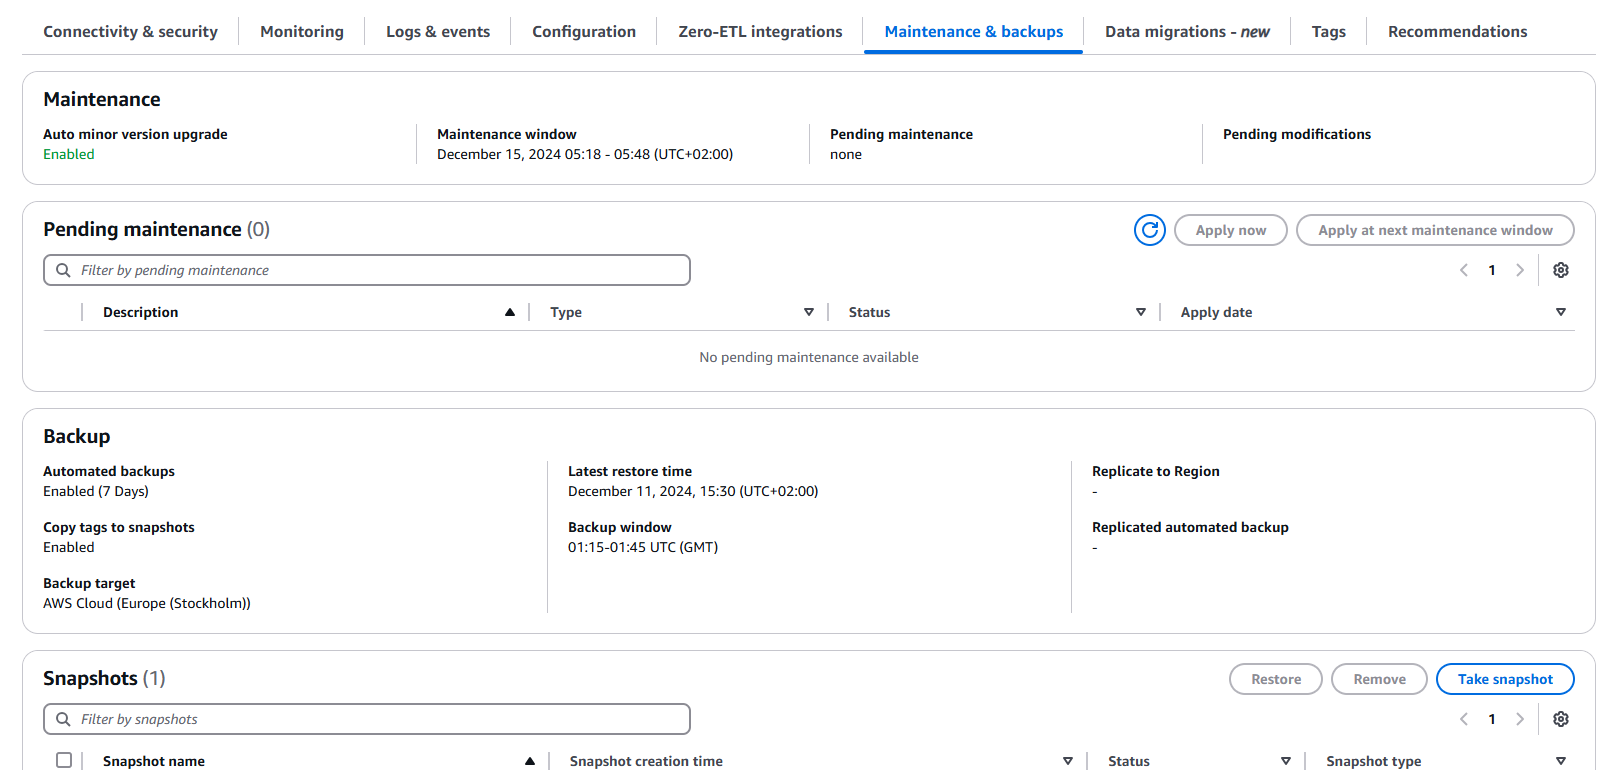 Connectivity & security Monitoring Logs & events Configuration Zero-ETL integrations Maintenance & backups Data migrations - new Tags Recommendations
Maintenance
Auto minor version upgrade Maintenance window Pending maintenance Pending modifications
Enabled December 15, 2024 05:18 - 05:48 (UTC+02:00) none
Pending maintenance (0) Apply now Apply at next maintenance window
Filter by pending maintenance 1
Description Type Status Apply date
No pending maintenance available
Backup
Automated backups Latest restore time Replicate to Region
Enabled (7 Days) December 11, 2024, 15:30 (UTC+02:00) -
Copy tags to snapshots Backup window Replicated automated backup
Enabled 01:15-01:45 UTC (GMT) -
Backup target
AWS Cloud (Europe (Stockholm))
Snapshots (1) Restore Remove Take snapshot
Filter by snapshots 1
Snapshot name Snapshot creation time Status Snapshot type